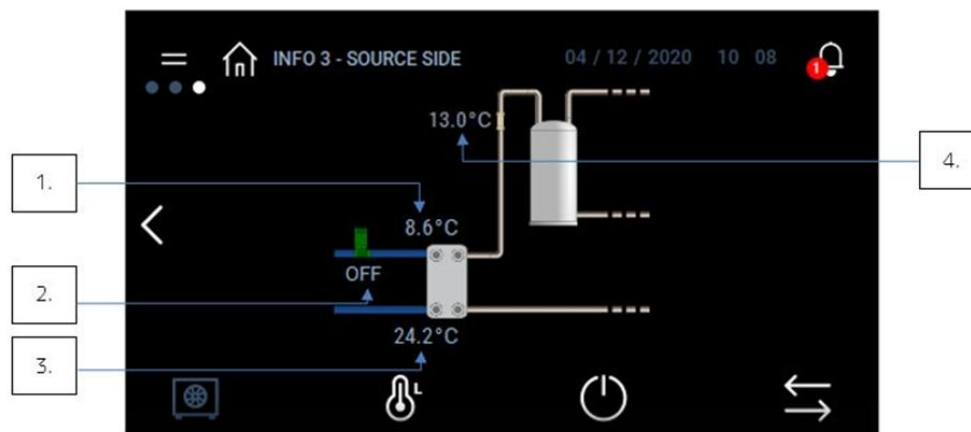 INFO 3 - SOURCE SIDE 04 / 12 / 2020 10 08 1
13.0°C
4.
1.
8.6°C
OFF
2.
24.2°C
3.
L